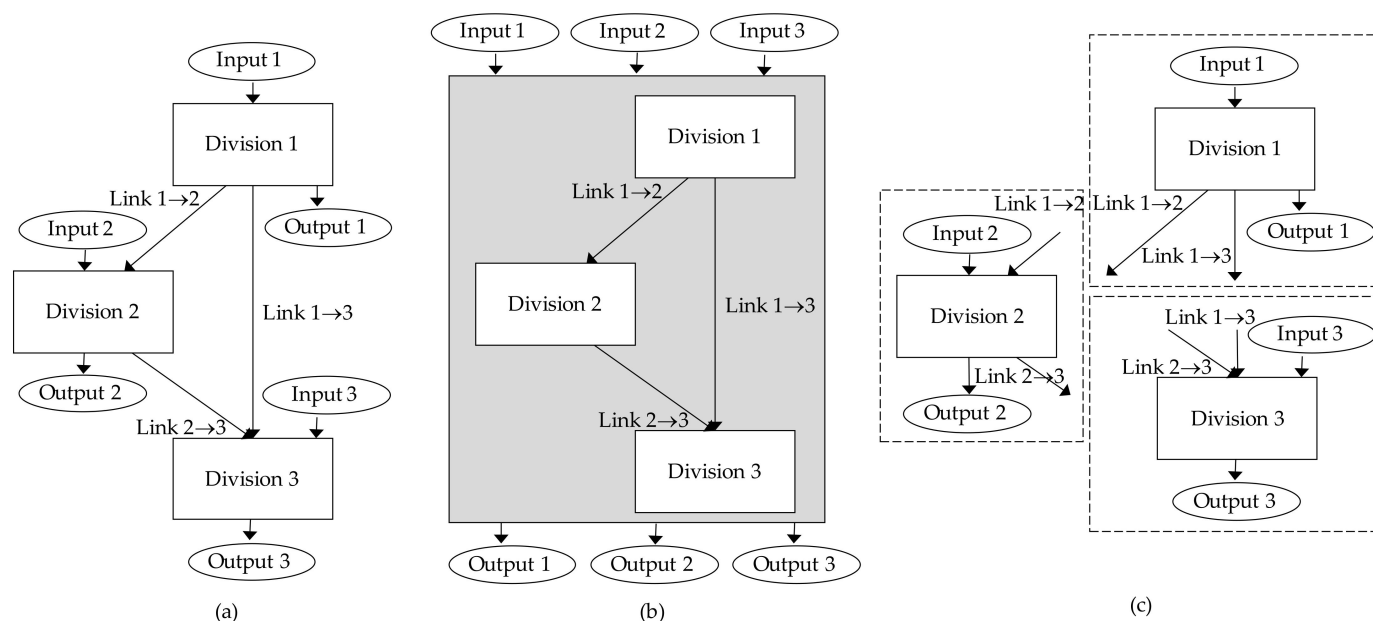 Input 1
Division 1
Link 1→2
Input 2
Output 1
Division 2
Link 1→3
Output 2
Input 3
Link 2→3
Division 3
Output 3
(a)
Input 1
Input 2
Input 3
Division 1
Link 1→2
Division 2
Link 1→3
Link 2→3
Division 3
Output 1
Output 2
Output 3
(b)
Input 1
Division 1
Link 1→2
Link 1→2
Input 2
Output 1
Link 1→3
Division 2
Link 1→3
Input 3
Link 2→3
Link 2→3
Output 2
Division 3
Output 3
(c)